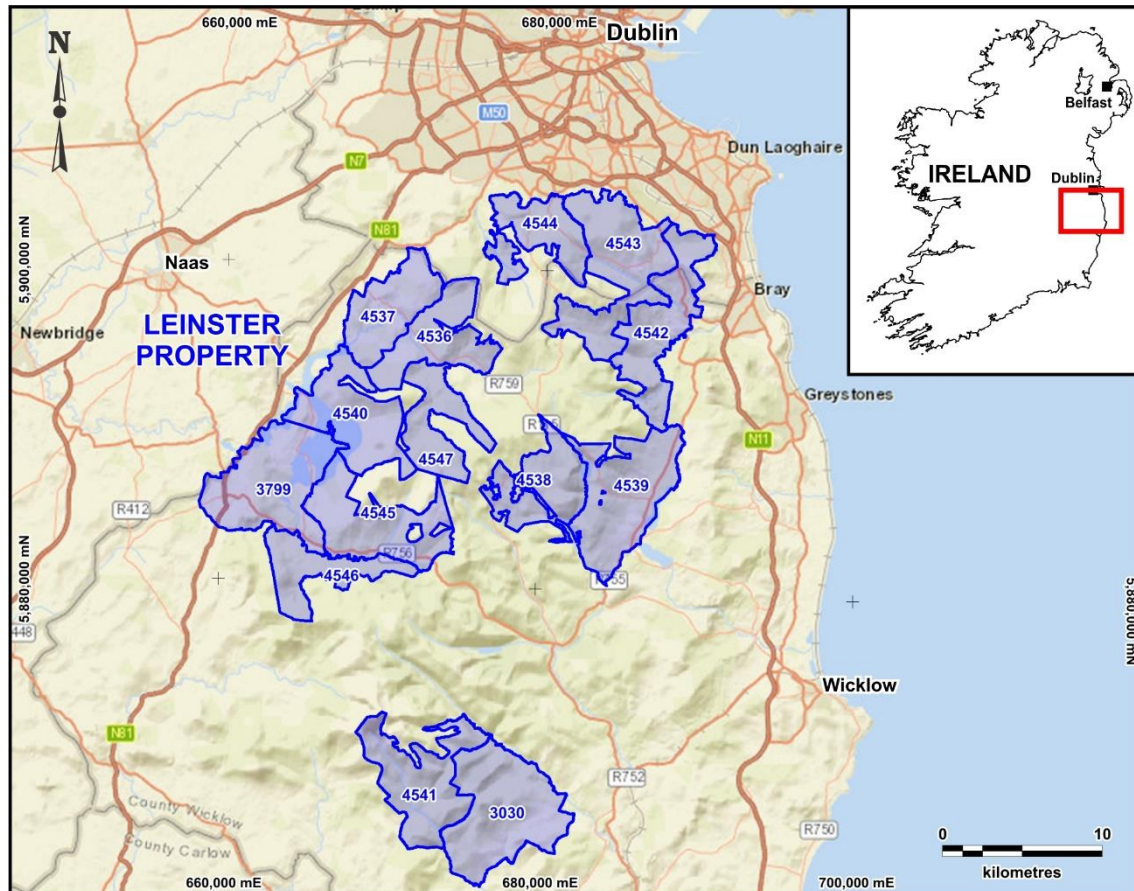 660,000 mE
680,000 mE
Dublin
N
M50
Belfast
Dun Laoghaire
N7
IRELAND
Dublin
4544
4543
N81
5,900,000 mN
Naas
Bray
4537
4536
4542
Newbridge
LEINSTER
PROPERTY
R759
Greystones
4540
N11
4547
3799
4538
4539
R412
4545
R756
4546
R755
5,880,000 mN
5,880,000 mN
448
Wicklow
N81
R752
4541
3030
County Wicklow
County Carlow
R750
0
10
kilometres
660,000 mE
680,000 mE
700,000 mE